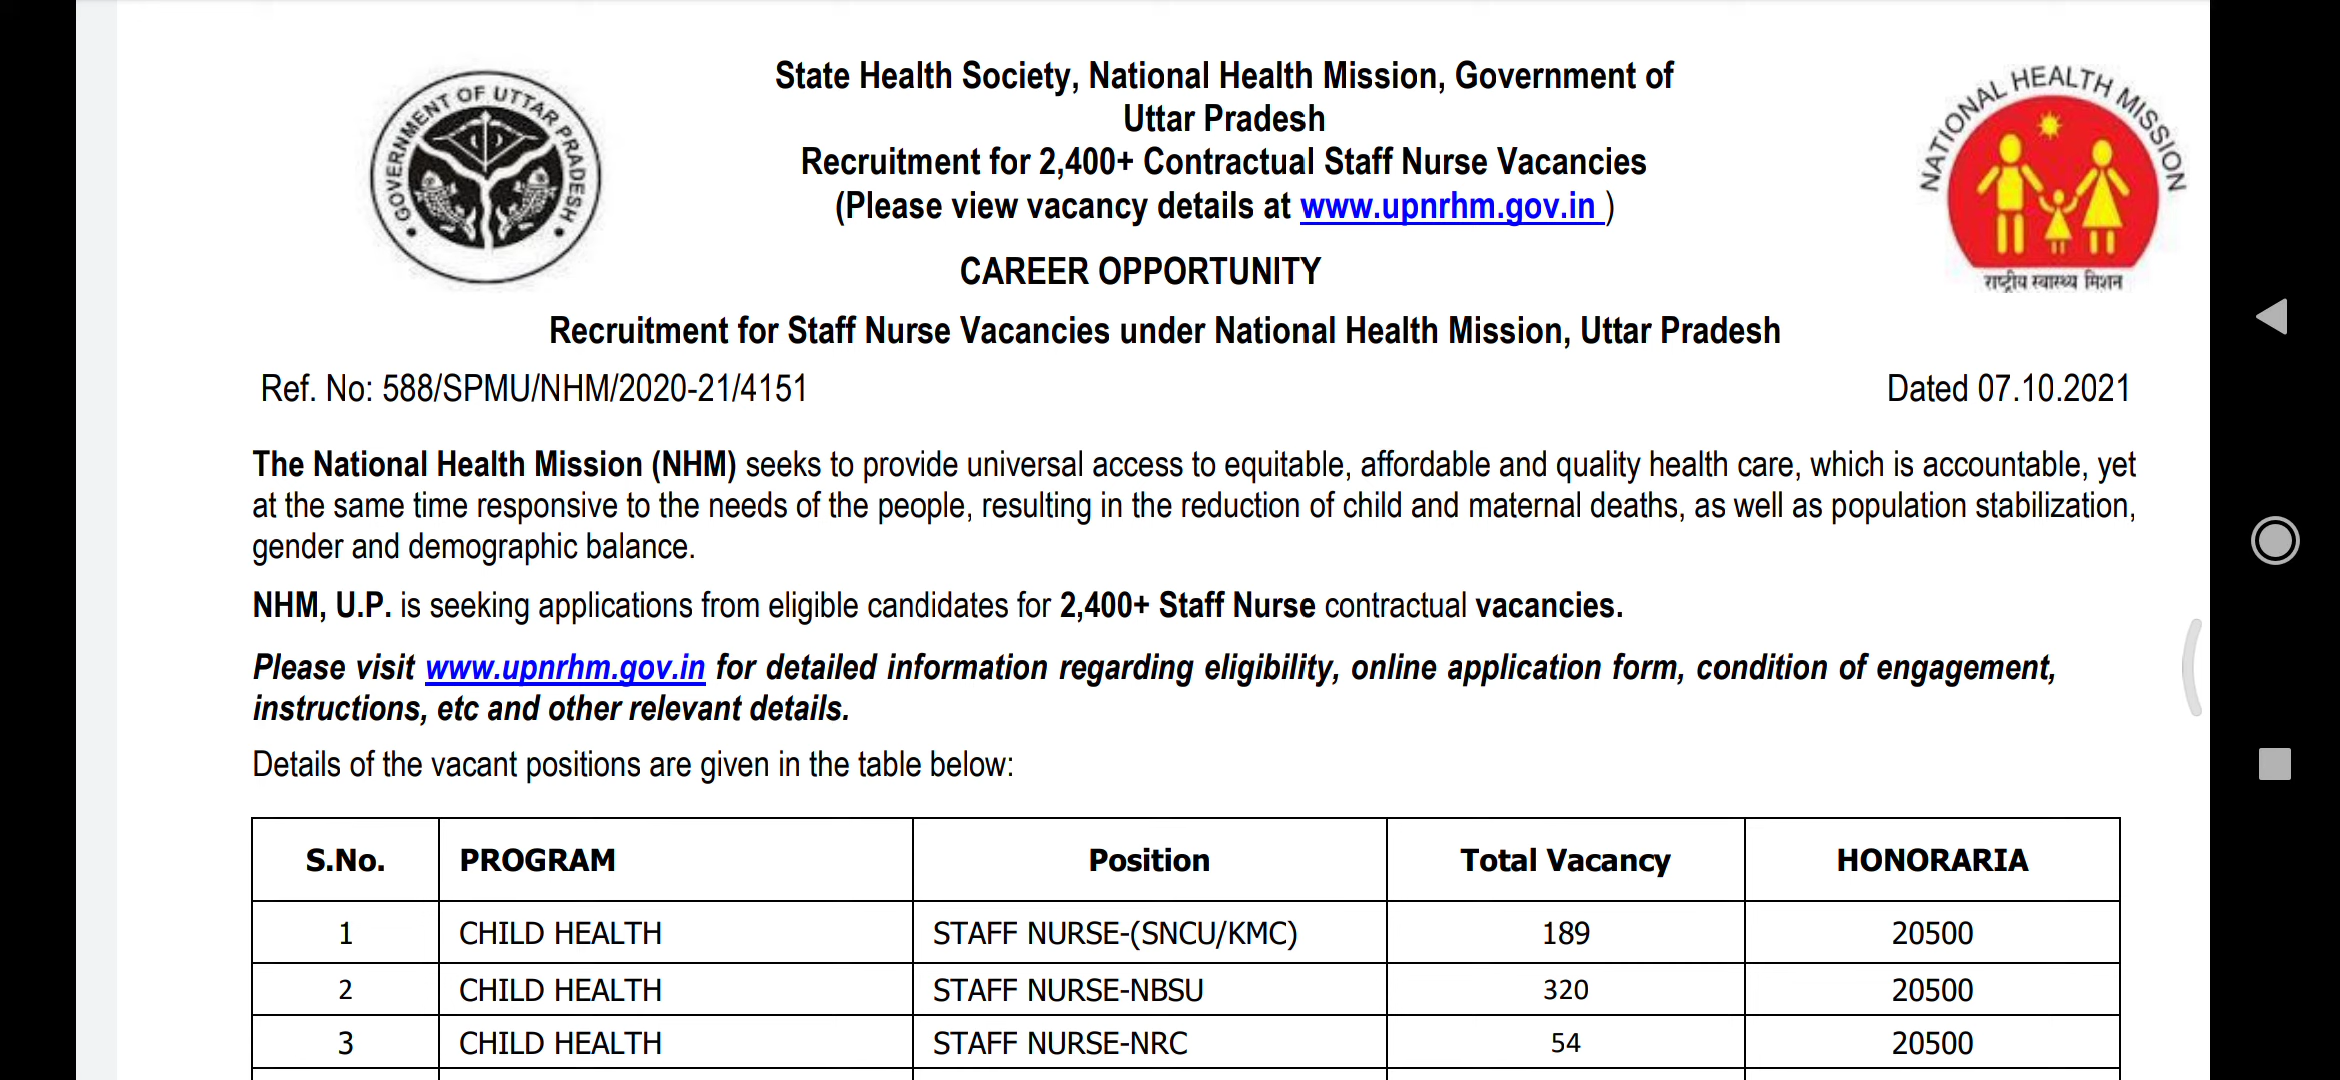 GOVERNMENT OF UTTAR PRADESH
State Health Society, National Health Mission, Government of
Uttar Pradesh
Recruitment for 2,400+ Contractual Staff Nurse Vacancies
(Please view vacancy details at www.upnrhm.gov.in )
NATIONAL HEALTH MISSION
राष्ट्रीय स्वास्थ्य मिशन
CAREER OPPORTUNITY
Recruitment for Staff Nurse Vacancies under National Health Mission, Uttar Pradesh
Ref. No: 588/SPMU/NHM/2020-21/4151 Dated 07.10.2021
The National Health Mission (NHM) seeks to provide universal access to equitable, affordable and quality health care, which is accountable, yet
at the same time responsive to the needs of the people, resulting in the reduction of child and maternal deaths, as well as population stabilization,
gender and demographic balance.
NHM, U.P. is seeking applications from eligible candidates for 2,400+ Staff Nurse contractual vacancies.
Please visit www.upnrhm.gov.in for detailed information regarding eligibility, online application form, condition of engagement,
instructions, etc and other relevant details.
Details of the vacant positions are given in the table below:
S.No. PROGRAM Position Total Vacancy HONORARIA
1 CHILD HEALTH STAFF NURSE-(SNCU/KMC) 189 20500
2 CHILD HEALTH STAFF NURSE-NBSU 320 20500
3 CHILD HEALTH STAFF NURSE-NRC 54 20500